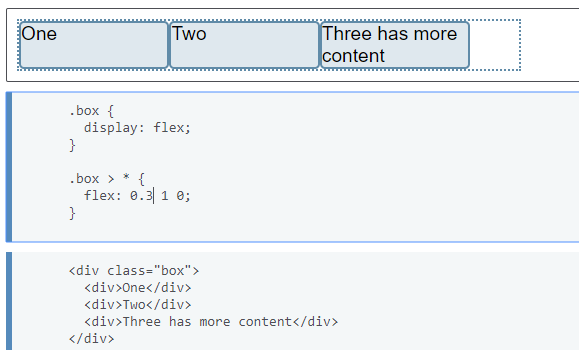 One Two Three has more
content
.box {
display: flex;
}
.box > * {
flex: 0.3 1 0;
}
<div class="box">
<div>One</div>
<div>Two</div>
<div>Three has more content</div>
</div>